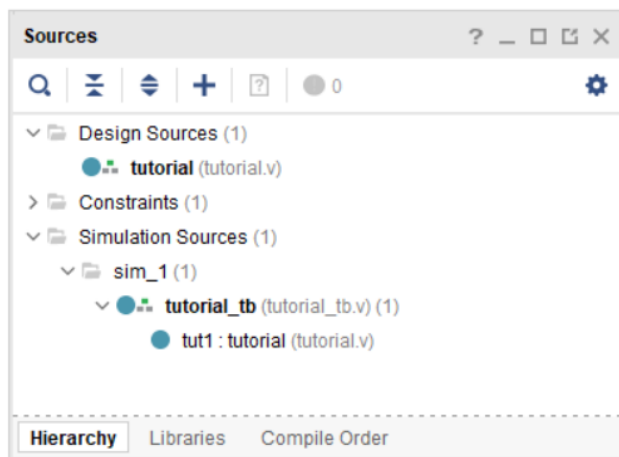 Sources
0
Design Sources (1)
tutorial (tutorial.v)
Constraints (1)
Simulation Sources (1)
sim_1 (1)
tutorial_tb (tutorial_tb.v) (1)
tut1 : tutorial (tutorial.v)
Hierarchy Libraries Compile Order